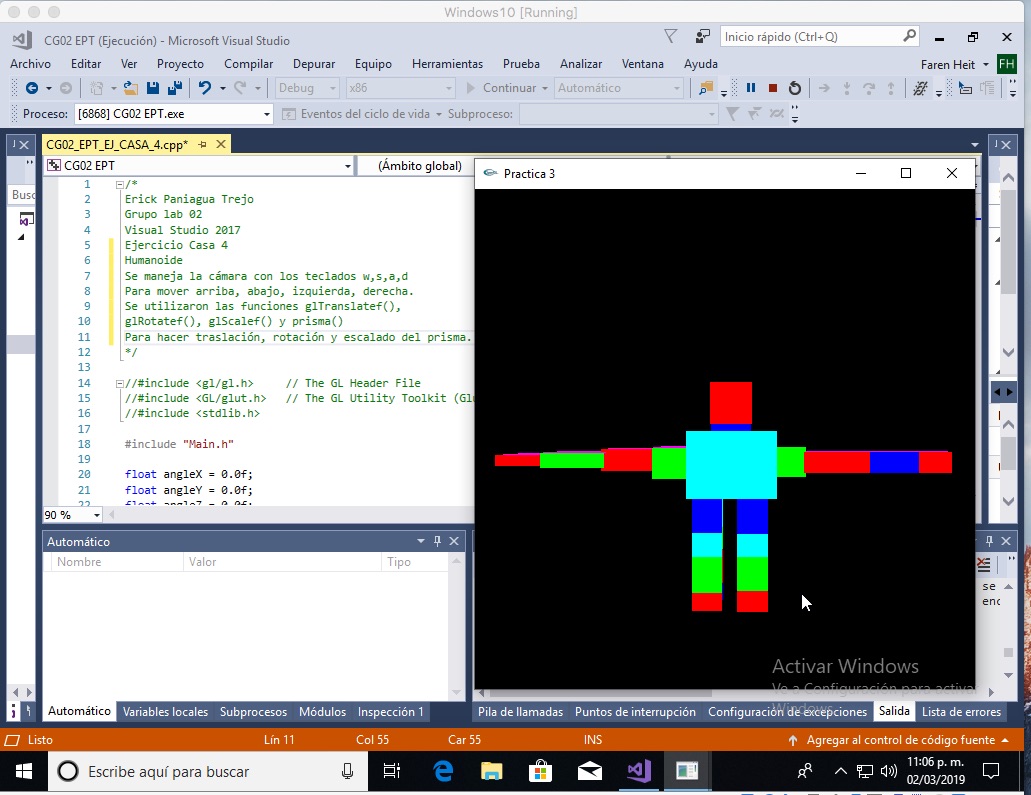 Windows10 [Running]
CG02 EPT (Ejecución) - Microsoft Visual Studio
Inicio rápido (Ctrl+Q)
Archivo Editar Ver Proyecto Compilar Depurar Equipo Herramientas Prueba Analizar Ventana Ayuda Faren Heit FH
Debug x86 Continuar Automático
Proceso: [6868] CG02 EPT.exe Eventos del ciclo de vida Subproceso:
CG02_EPT_EJ_CASA_4.cpp*
CG02 EPT (Ámbito global)
Busc
Practica 3
1 /*
2 Erick Paniagua Trejo
3 Grupo lab 02
4 Visual Studio 2017
5 Ejercicio Casa 4
6 Humanoide
7 Se maneja la cámara con los teclados w,s,a,d
8 Para mover arriba, abajo, izquierda, derecha.
9 Se utilizaron las funciones glTranslatef(),
10 glRotatef(), glScalef() y prisma()
11 Para hacer traslación, rotación y escalado del prisma.
12 */
13
14 //#include <gl/gl.h> // The GL Header File
15 //#include <GL/glut.h> // The GL Utility Toolkit (Glu
16 //#include <stdlib.h>
17
18 #include "Main.h"
19
20 float angleX = 0.0f;
21 float angleY = 0.0f;
22 float angleZ = 0.0f;
90 %
Automático
Nombre Valor Tipo
se
enc
Activar Windows
Ve a Configuración para activa
Windows.
Automático Variables locales Subprocesos Módulos Inspección 1
Pila de llamadas Puntos de interrupción Configuración de excepciones Salida Lista de errores
Listo Lín 11 Col 55 Car 55 INS Agregar al control de código fuente
Escribe aquí para buscar
11:06 p. m.
02/03/2019